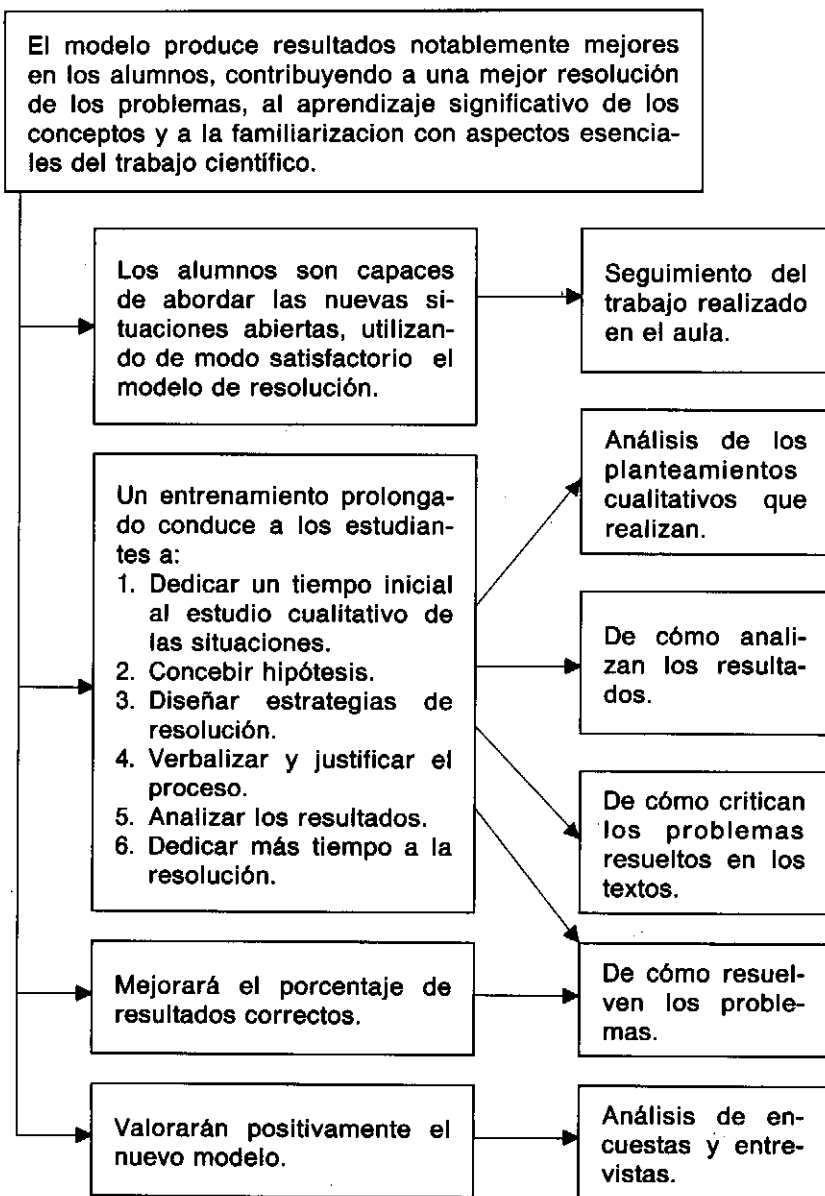 El modelo produce resultados notablemente mejores
en los alumnos, contribuyendo a una mejor resolución
de los problemas, al aprendizaje significativo de los
conceptos y a la familiarizacion con aspectos esencia-
les del trabajo científico.
Los alumnos son capaces
de abordar las nuevas si-
tuaciones abiertas, utilizan-
do de modo satisfactorio el
modelo de resolución.
Seguimiento del
trabajo realizado
en el aula.
Un entrenamiento prolonga-
do conduce a los estudian-
tes a:
1. Dedicar un tiempo inicial
al estudio cualitativo de
las situaciones.
2. Concebir hipótesis.
3. Diseñar estrategias de
resolución.
4. Verbalizar y justificar el
proceso.
5. Analizar los resultados.
6. Dedicar más tiempo a la
resolución.
Análisis de los
planteamientos
cualitativos que
realizan.
De cómo anali-
zan los resulta-
dos.
De cómo critican
los problemas
resueltos en los
textos.
Mejorará el porcentaje de
resultados correctos.
De cómo resuel-
ven los proble-
mas.
Valorarán positivamente el
nuevo modelo.
Análisis de en-
cuestas y entre-
vistas.